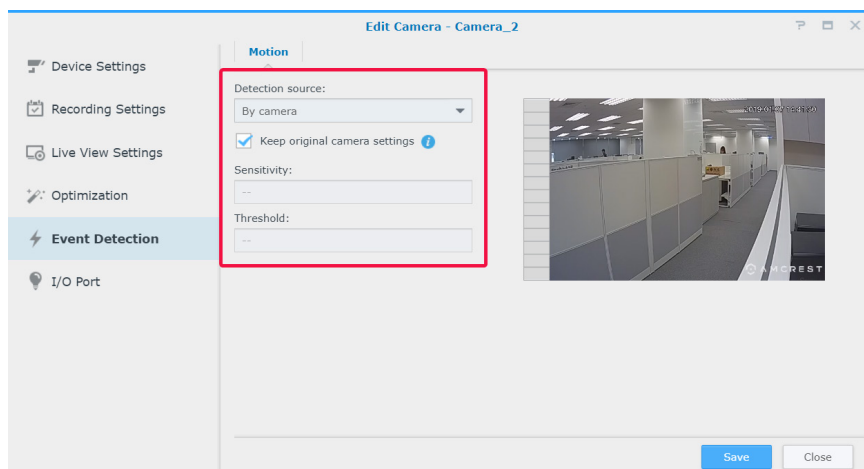 Edit Camera - Camera_2
Device Settings
Recording Settings
Live View Settings
Optimization
Event Detection
I/O Port
Motion
Detection source:
By camera
Keep original camera settings
Sensitivity:
--
Threshold:
--
AMCREST
Save
Close